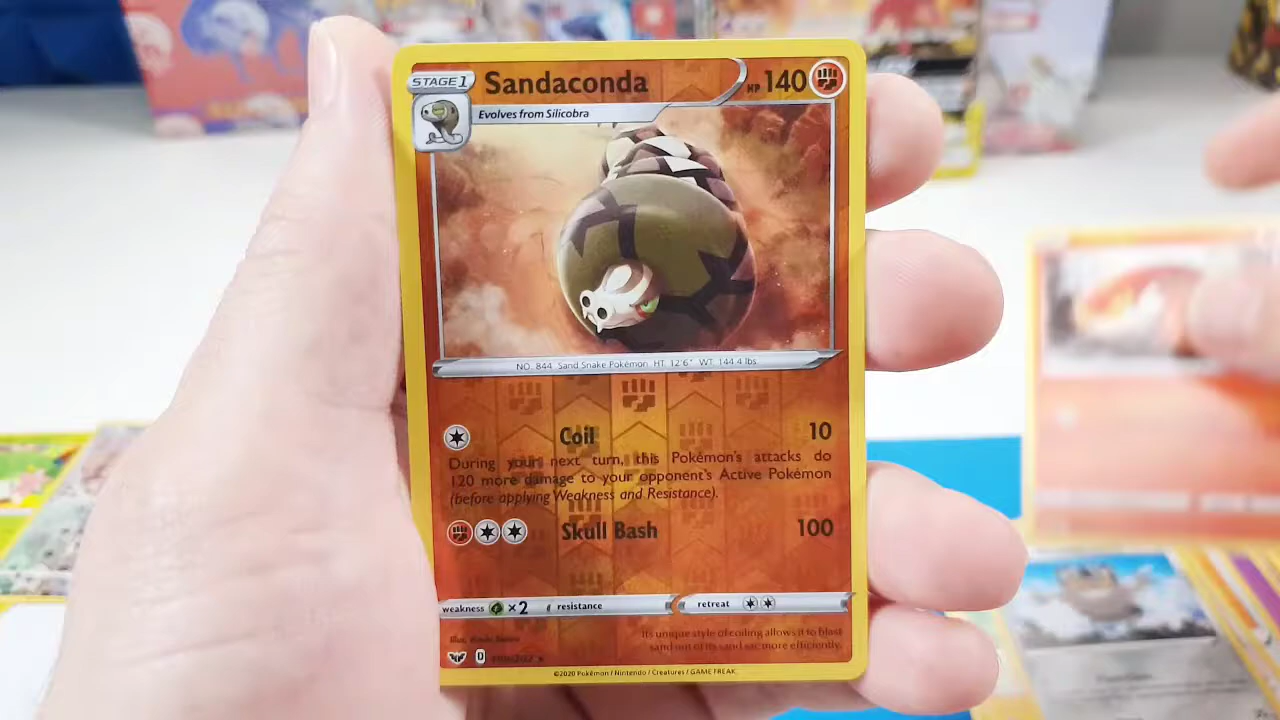 STAGE 1 Sandaconda HP 140
Evolves from Silicobra
NO. 844 Sand Snake Pokémon HT 12'6" WT 144.4 lbs
Coil 10
During your next turn, this Pokémon's attacks do
120 more damage to your opponent's Active Pokémon
(before applying Weakness and Resistance).
Skull Bash 100
weakness ×2 resistance retreat
Its unique style of coiling allows it to blast
sand out of its sand sac more efficiently.
D
©2020 Pokémon / Nintendo / Creatures / GAME FREAK